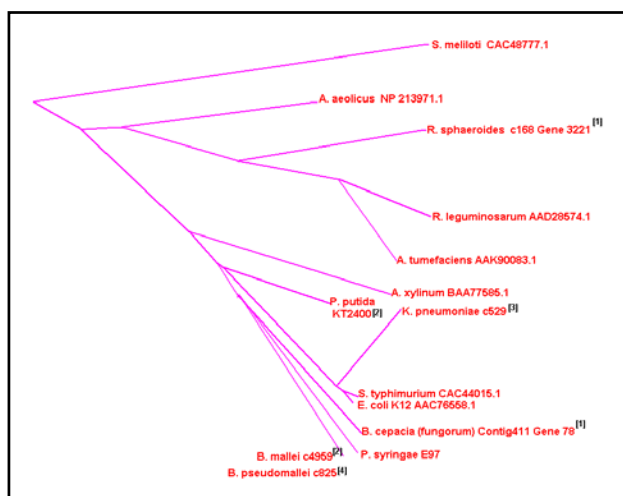 S. meliloti CAC48777.1
A. aeolicus NP 213971.1
R. sphaeroides c168 Gene 3221 [1]
R. leguminosarum AAD28574.1
A. tumefaciens AAK90083.1
A. xylinum BAA77585.1
P. putida
KT2400 [2]
K. pneumoniae c529 [3]
S. typhimurium CAC44015.1
E. coli K12 AAC76558.1
B. cepacia (fungorum) Contig411 Gene 78 [1]
P. syringae E97
B. mallei c4959 [2]
B. pseudomallei c825 [4]